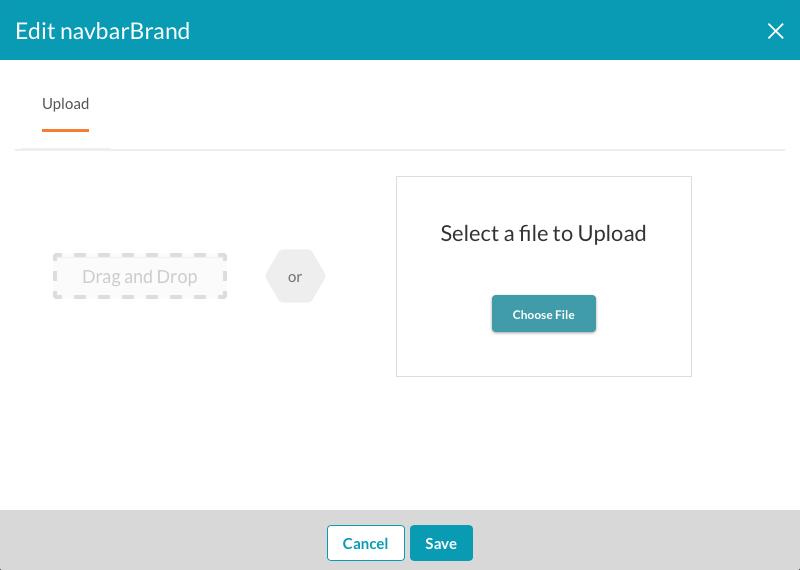 Edit navbarBrand
Upload
Drag and Drop
or
Select a file to Upload
Choose File
Cancel
Save